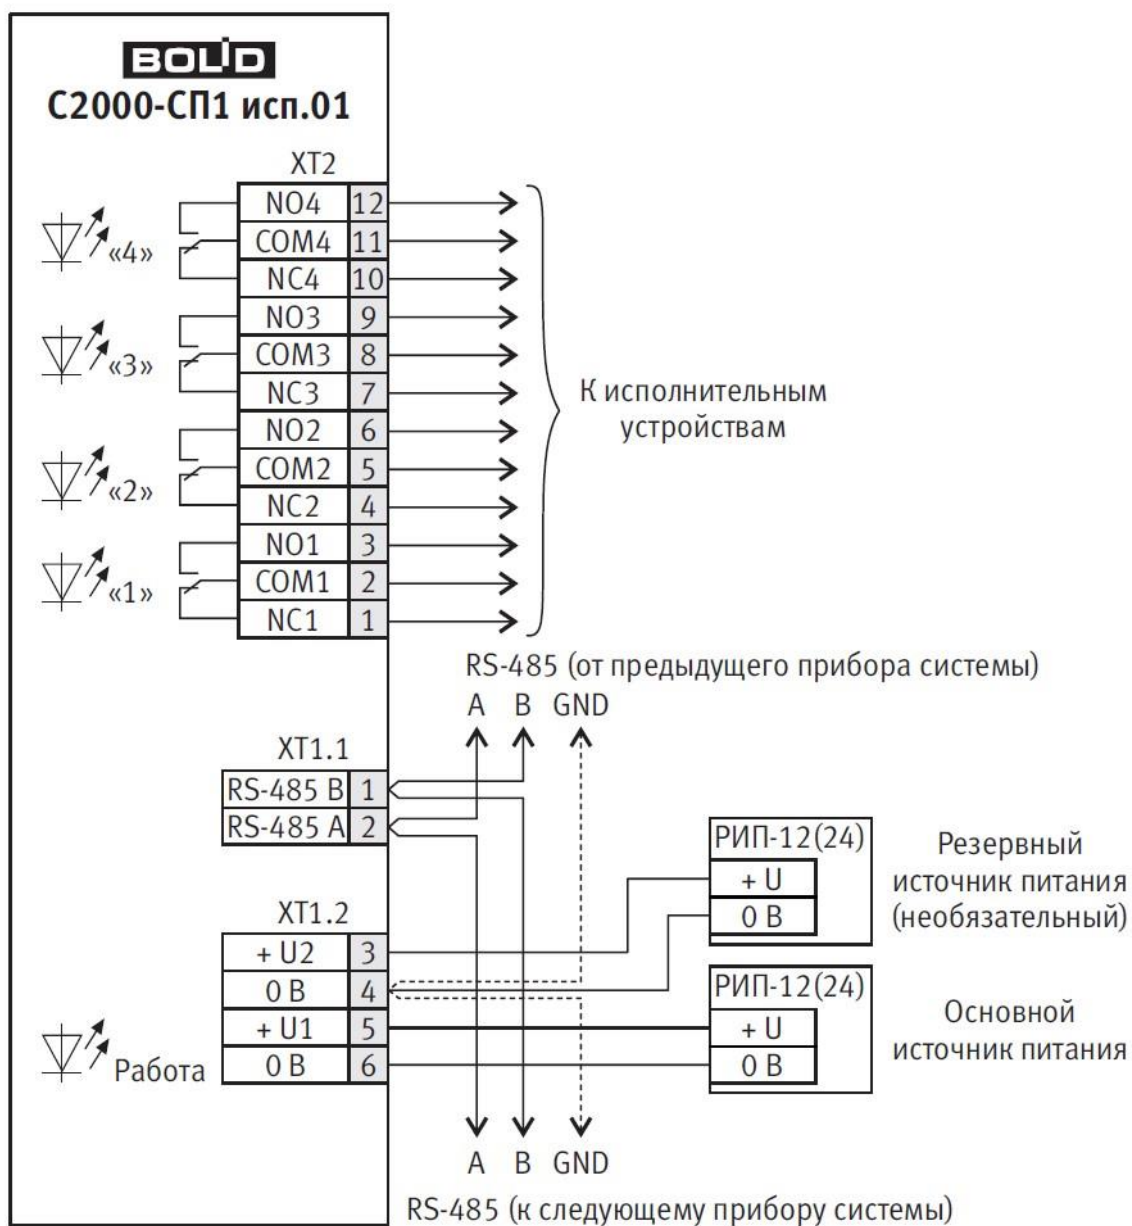 BOLID
С2000-СП1 исп.01
XT2
NO4 12
COM4 11
«4»
NC4 10
NO3 9
COM3 8
«3»
NC3 7
NO2 6
COM2 5
«2»
NC2 4
NO1 3
COM1 2
«1»
NC1 1
К исполнительным
устройствам
RS-485 (от предыдущего прибора системы)
A B GND
XT1.1
RS-485 B 1
RS-485 A 2
XT1.2
+ U2 3
0 В 4
+ U1 5
0 В 6
Работа
РИП-12(24)
+ U
0 В
Резервный
источник питания
(необязательный)
РИП-12(24)
+ U
0 В
Основной
источник питания
A B GND
RS-485 (к следующему прибору системы)